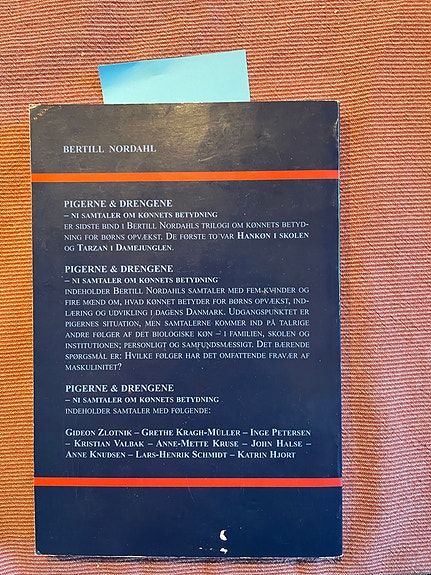 BERTILL NORDAHL
PIGERNE & DRENGENE
– NI SAMTALER OM KØNNETS BETYDNING
ER SIDSTE BIND I BERTILL NORDAHLS TRILOGI OM KØNNETS BETYD-
NING FOR BØRNS OPVÆKST. DE FØRSTE TO VAR HANKØN I SKOLEN
OG TARZAN I DAMEJUNGLEN.
PIGERNE & DRENGENE
– NI SAMTALER OM KØNNETS BETYDNING
INDEHOLDER BERTILL NORDAHLS SAMTALER MED FEM KVINDER OG
FIRE MÆND OM, HVAD KØNNET BETYDER FOR BØRNS OPVÆKST, IND-
LÆRING OG UDVIKLING I DAGENS DANMARK. UDGANGSPUNKTET ER
PIGERNES SITUATION, MEN SAMTALERNE KOMMER IND PÅ TALRIGE
ANDRE FØLGER AF DET BIOLOGISKE KØN – I FAMILIEN, SKOLEN OG
INSTITUTIONEN; PERSONLIGT OG SAMFUNDSMÆSSIGT. DET BÆRENDE
SPØRGSMÅL ER: HVILKE FØLGER HAR DET OMFATTENDE FRAVÆR AF
MASKULINITET?
PIGERNE & DRENGENE
– NI SAMTALER OM KØNNETS BETYDNING
INDEHOLDER SAMTALER MED FØLGENDE:
GIDEON ZLOTNIK – GRETHE KRAGH-MÜLLER – INGE PETERSEN
– KRISTIAN VALBAK – ANNE-METTE KRUSE – JOHN HALSE –
ANNE KNUDSEN – LARS-HENRIK SCHMIDT – KATRIN HJORT